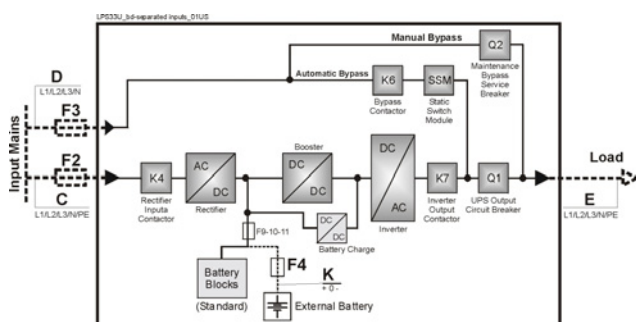 LPS33U_bd-separated inputs_01US
Manual Bypass
Q2
Maintenance
Bypass
Service
Breaker
D
L1/L2/L3/N
F3
Automatic Bypass
K6
Bypass
Contactor
SSM
Static
Switch
Module
Input Mains
F2
C
L1/L2/L3/N/PE
K4
Rectifier
Inputa
Contactor
AC
DC
Rectifier
Booster
DC
DC
DC
AC
Inverter
K7
Inverter
Output
Contactor
Q1
UPS Output
Circuit Breaker
Load
E
L1/L2/L3/N/PE
DC
DC
Battery Charge
F9-10-11
F4
K
+ 0 -
Battery
Blocks
(Standard)
External Battery